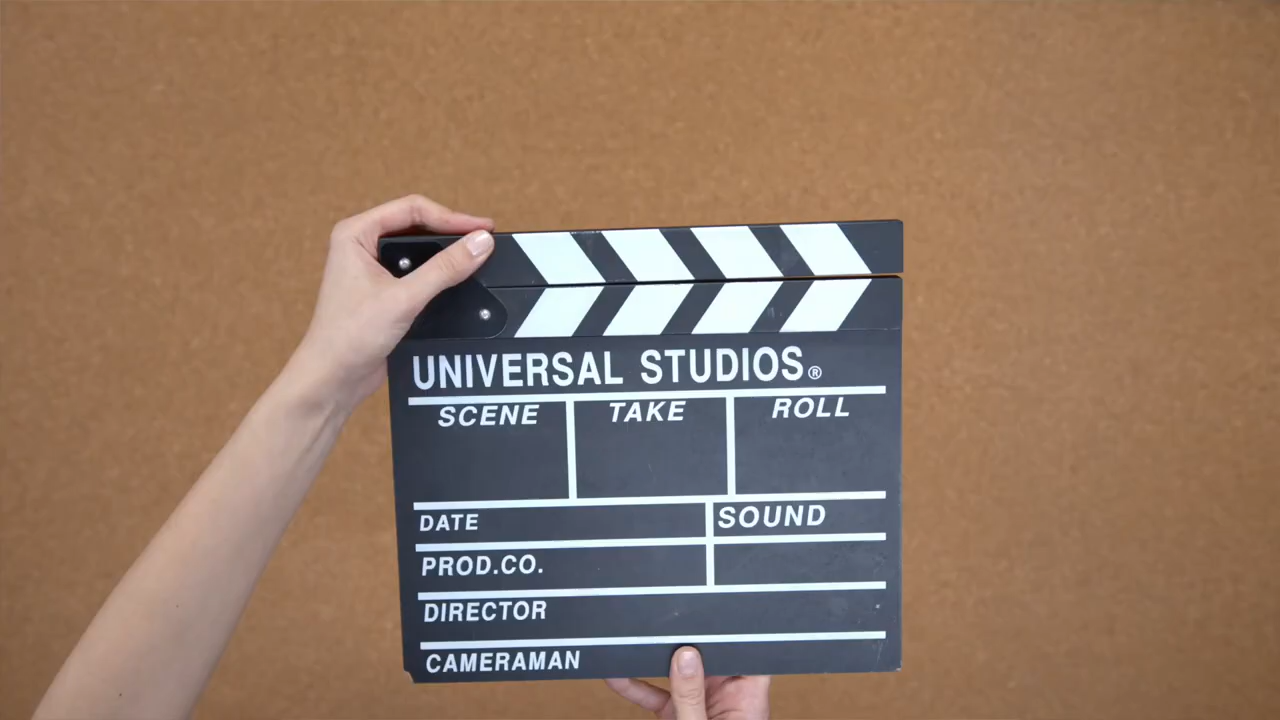 UNIVERSAL STUDIOS®
SCENE TAKE ROLL
DATE SOUND
PROD.CO.
DIRECTOR
CAMERAMAN